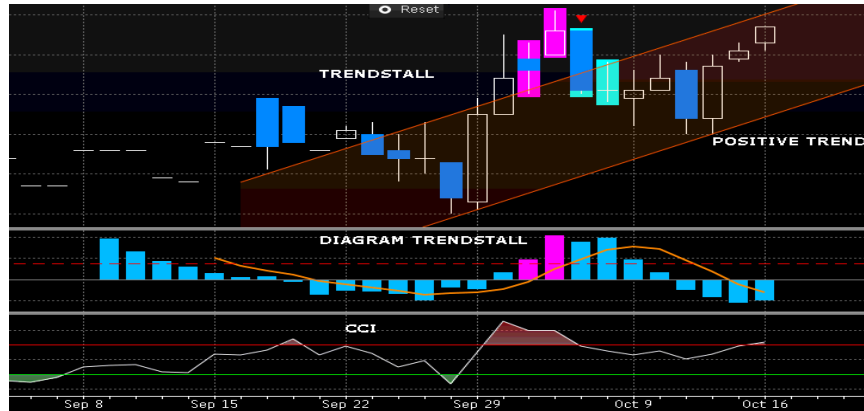 Reset
TRENDSTALL
POSITIVE TREND
DIAGRAM TRENDSTALL
CCI
Sep 8 Sep 15 Sep 22 Sep 29 Oct 9 Oct 16